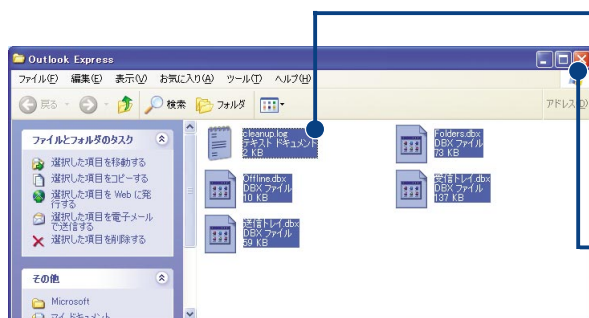 Outlook Express
ファイル(F) 編集(E) 表示(V) お気に入り(A) ツール(T) ヘルプ(H)
戻る 検索 フォルダ アドレス(D)
ファイルとフォルダのタスク
選択した項目を移動する
選択した項目をコピーする
選択した項目を Web に発
行する
選択した項目を電子メール
で送信する
選択した項目を削除する
その他
Microsoft
マイ ドキュメント
cleanup.log
テキスト ドキュメント
2 KB
Folders.dbx
DBX ファイル
73 KB
Offline.dbx
DBX ファイル
10 KB
受信トレイ.dbx
DBX ファイル
137 KB
送信トレイ.dbx
DBX ファイル
59 KB